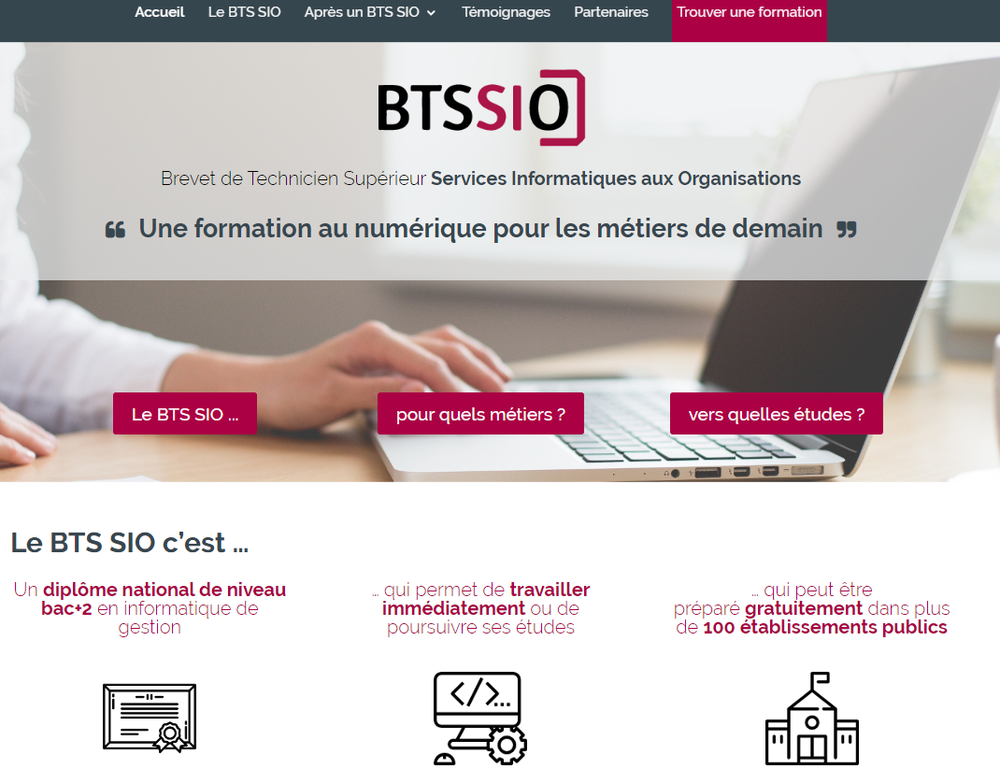 Accueil Le BTS SIO Après un BTS SIO Témoignages Partenaires Trouver une formation
BTSSIO
Brevet de Technicien Supérieur Services Informatiques aux Organisations
“ Une formation au numérique pour les métiers de demain ”
Le BTS SIO ... pour quels métiers ? vers quelles études ?
Le BTS SIO c’est ...
Un diplôme national de niveau
bac+2 en informatique de
gestion
... qui permet de travailler
immédiatement ou de
poursuivre ses études
... qui peut être
préparé gratuitement dans plus
de 100 établissements publics